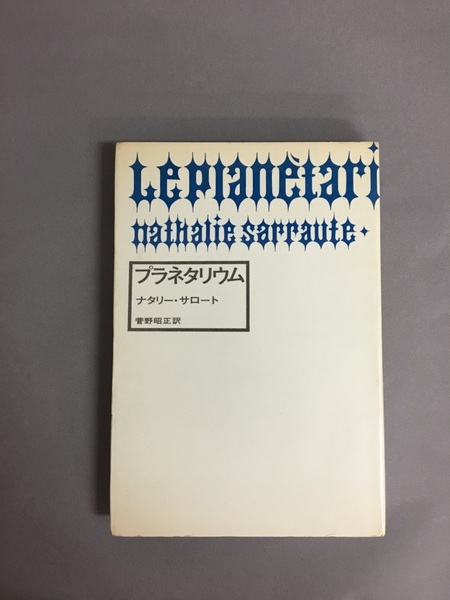 Le planétari
nathalie sarraute
プラネタリウム
ナタリー・サロート
菅野昭正訳